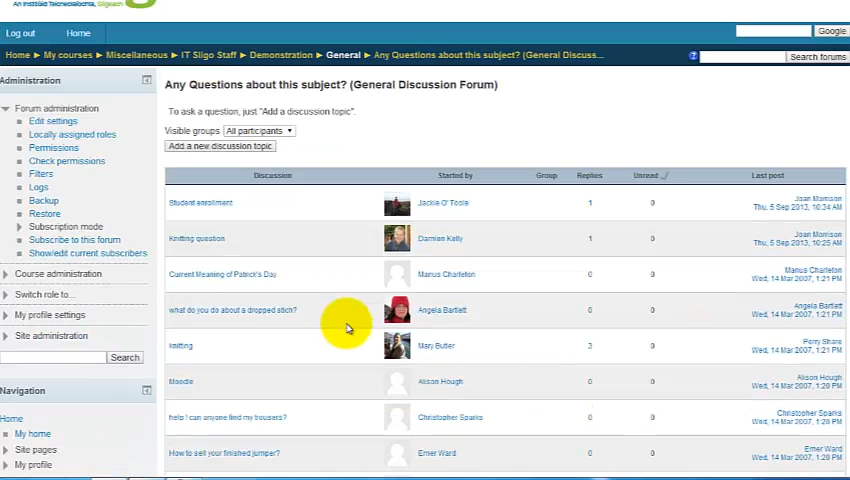 An Institiúid Teicneolaíochta, Sligeach
Log out Home
Google
Home ► My courses ► Miscellaneous ► IT Sligo Staff ► Demonstration ► General ► Any Questions about this subject? (General Discuss...
Search forums
Administration
Forum administration
Edit settings
Locally assigned roles
Permissions
Check permissions
Filters
Logs
Backup
Restore
Subscription mode
Subscribe to this forum
Show/edit current subscribers
Course administration
Switch role to...
My profile settings
Site administration
Search
Navigation
Home
My home
Site pages
My profile
Any Questions about this subject? (General Discussion Forum)
To ask a question, just "Add a discussion topic".
Visible groups All participants
Add a new discussion topic
Discussion Started by Group Replies Unread Last post
Student enrollment Jackie O' Toole 1 0 Joan Morrison
Thu, 5 Sep 2013, 10:34 AM
Knitting question Damien Kelly 1 0 Joan Morrison
Thu, 5 Sep 2013, 10:25 AM
Current Meaning of Patrick's Day Manus Charleton 0 0 Manus Charleton
Wed, 14 Mar 2007, 1:21 PM
what do you do about a dropped stich? Angela Bartlett 0 0 Angela Bartlett
Wed, 14 Mar 2007, 1:21 PM
knitting Mary Butler 3 0 Perry Share
Wed, 14 Mar 2007, 1:21 PM
Moodle Alison Hough 0 0 Alison Hough
Wed, 14 Mar 2007, 1:20 PM
help I can anyone find my trousers? Christopher Sparks 0 0 Christopher Sparks
Wed, 14 Mar 2007, 1:20 PM
How to sell your finished jumper? Emer Ward 0 0 Emer Ward
Wed, 14 Mar 2007, 1:20 PM